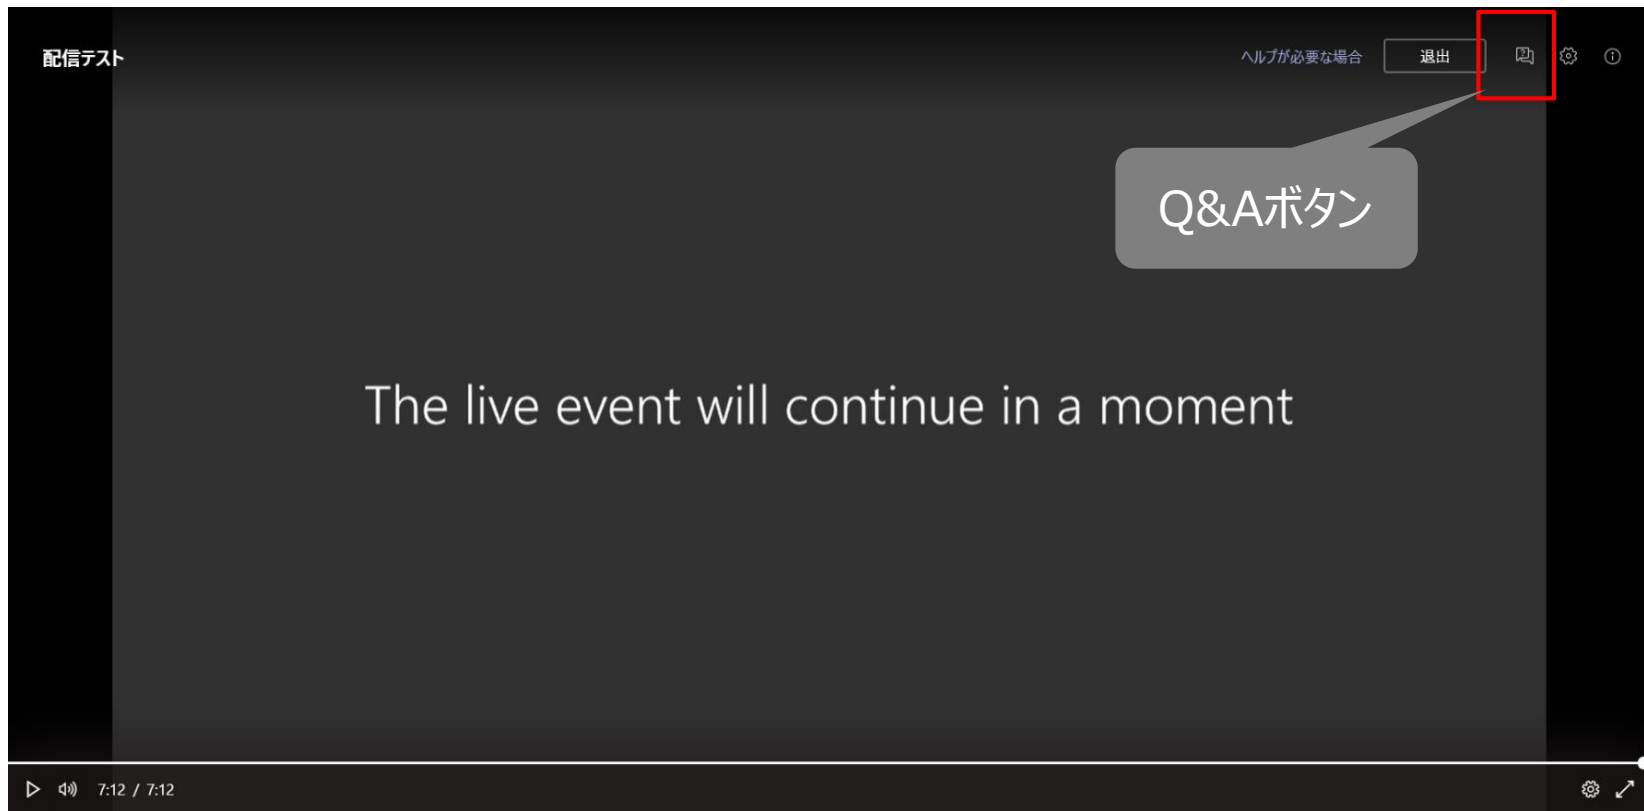 配信テスト
ヘルプが必要な場合
退出
Q&Aボタン
The live event will continue in a moment
7:12 / 7:12